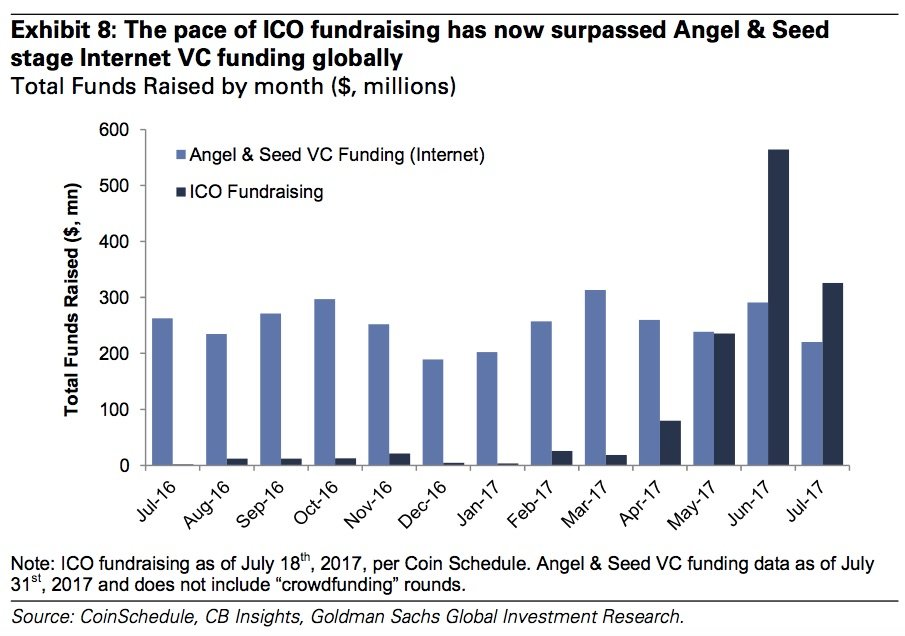 Exhibit 8: The pace of ICO fundraising has now surpassed Angel & Seed
stage Internet VC funding globally
Total Funds Raised by month ($, millions)
Total Funds Raised ($, mn)
600
500
400
300
200
100
0
Angel & Seed VC Funding (Internet)
ICO Fundraising
Jul-16
Aug-16
Sep-16
Oct-16
Nov-16
Dec-16
Jan-17
Feb-17
Mar-17
Apr-17
May-17
Jun-17
Jul-17
Note: ICO fundraising as of July 18th, 2017, per Coin Schedule. Angel & Seed VC funding data as of July
31st, 2017 and does not include “crowdfunding” rounds.
Source: CoinSchedule, CB Insights, Goldman Sachs Global Investment Research.